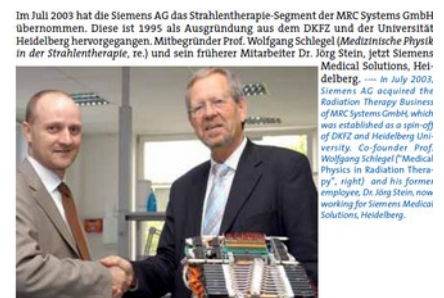 Im Juli 2003 hat die Siemens AG das Strahlentherapie-Segment der MRC Systems GmbH
übernommen. Diese ist 1995 als Ausgründung aus dem DKFZ und der Universität
Heidelberg hervorgegangen. Mitbegründer Prof. Wolfgang Schlegel (Medizinische Physik
in der Strahlentherapie, re.) und sein früherer Mitarbeiter Dr. Jörg Stein, jetzt Siemens
Medical Solutions, Hei-
delberg. ---- In July 2003,
Siemens AG acquired the
Radiation Therapy Business
of MRC Systems GmbH, which
was established as a spin-off
of DKFZ and Heidelberg Uni-
versity. Co-founder Prof.
Wolfgang Schlegel ("Medical
Physics in Radiation Thera-
py", right) and his former
employee, Dr. Jörg Stein, now
working for Siemens Medical
Solutions, Heidelberg.